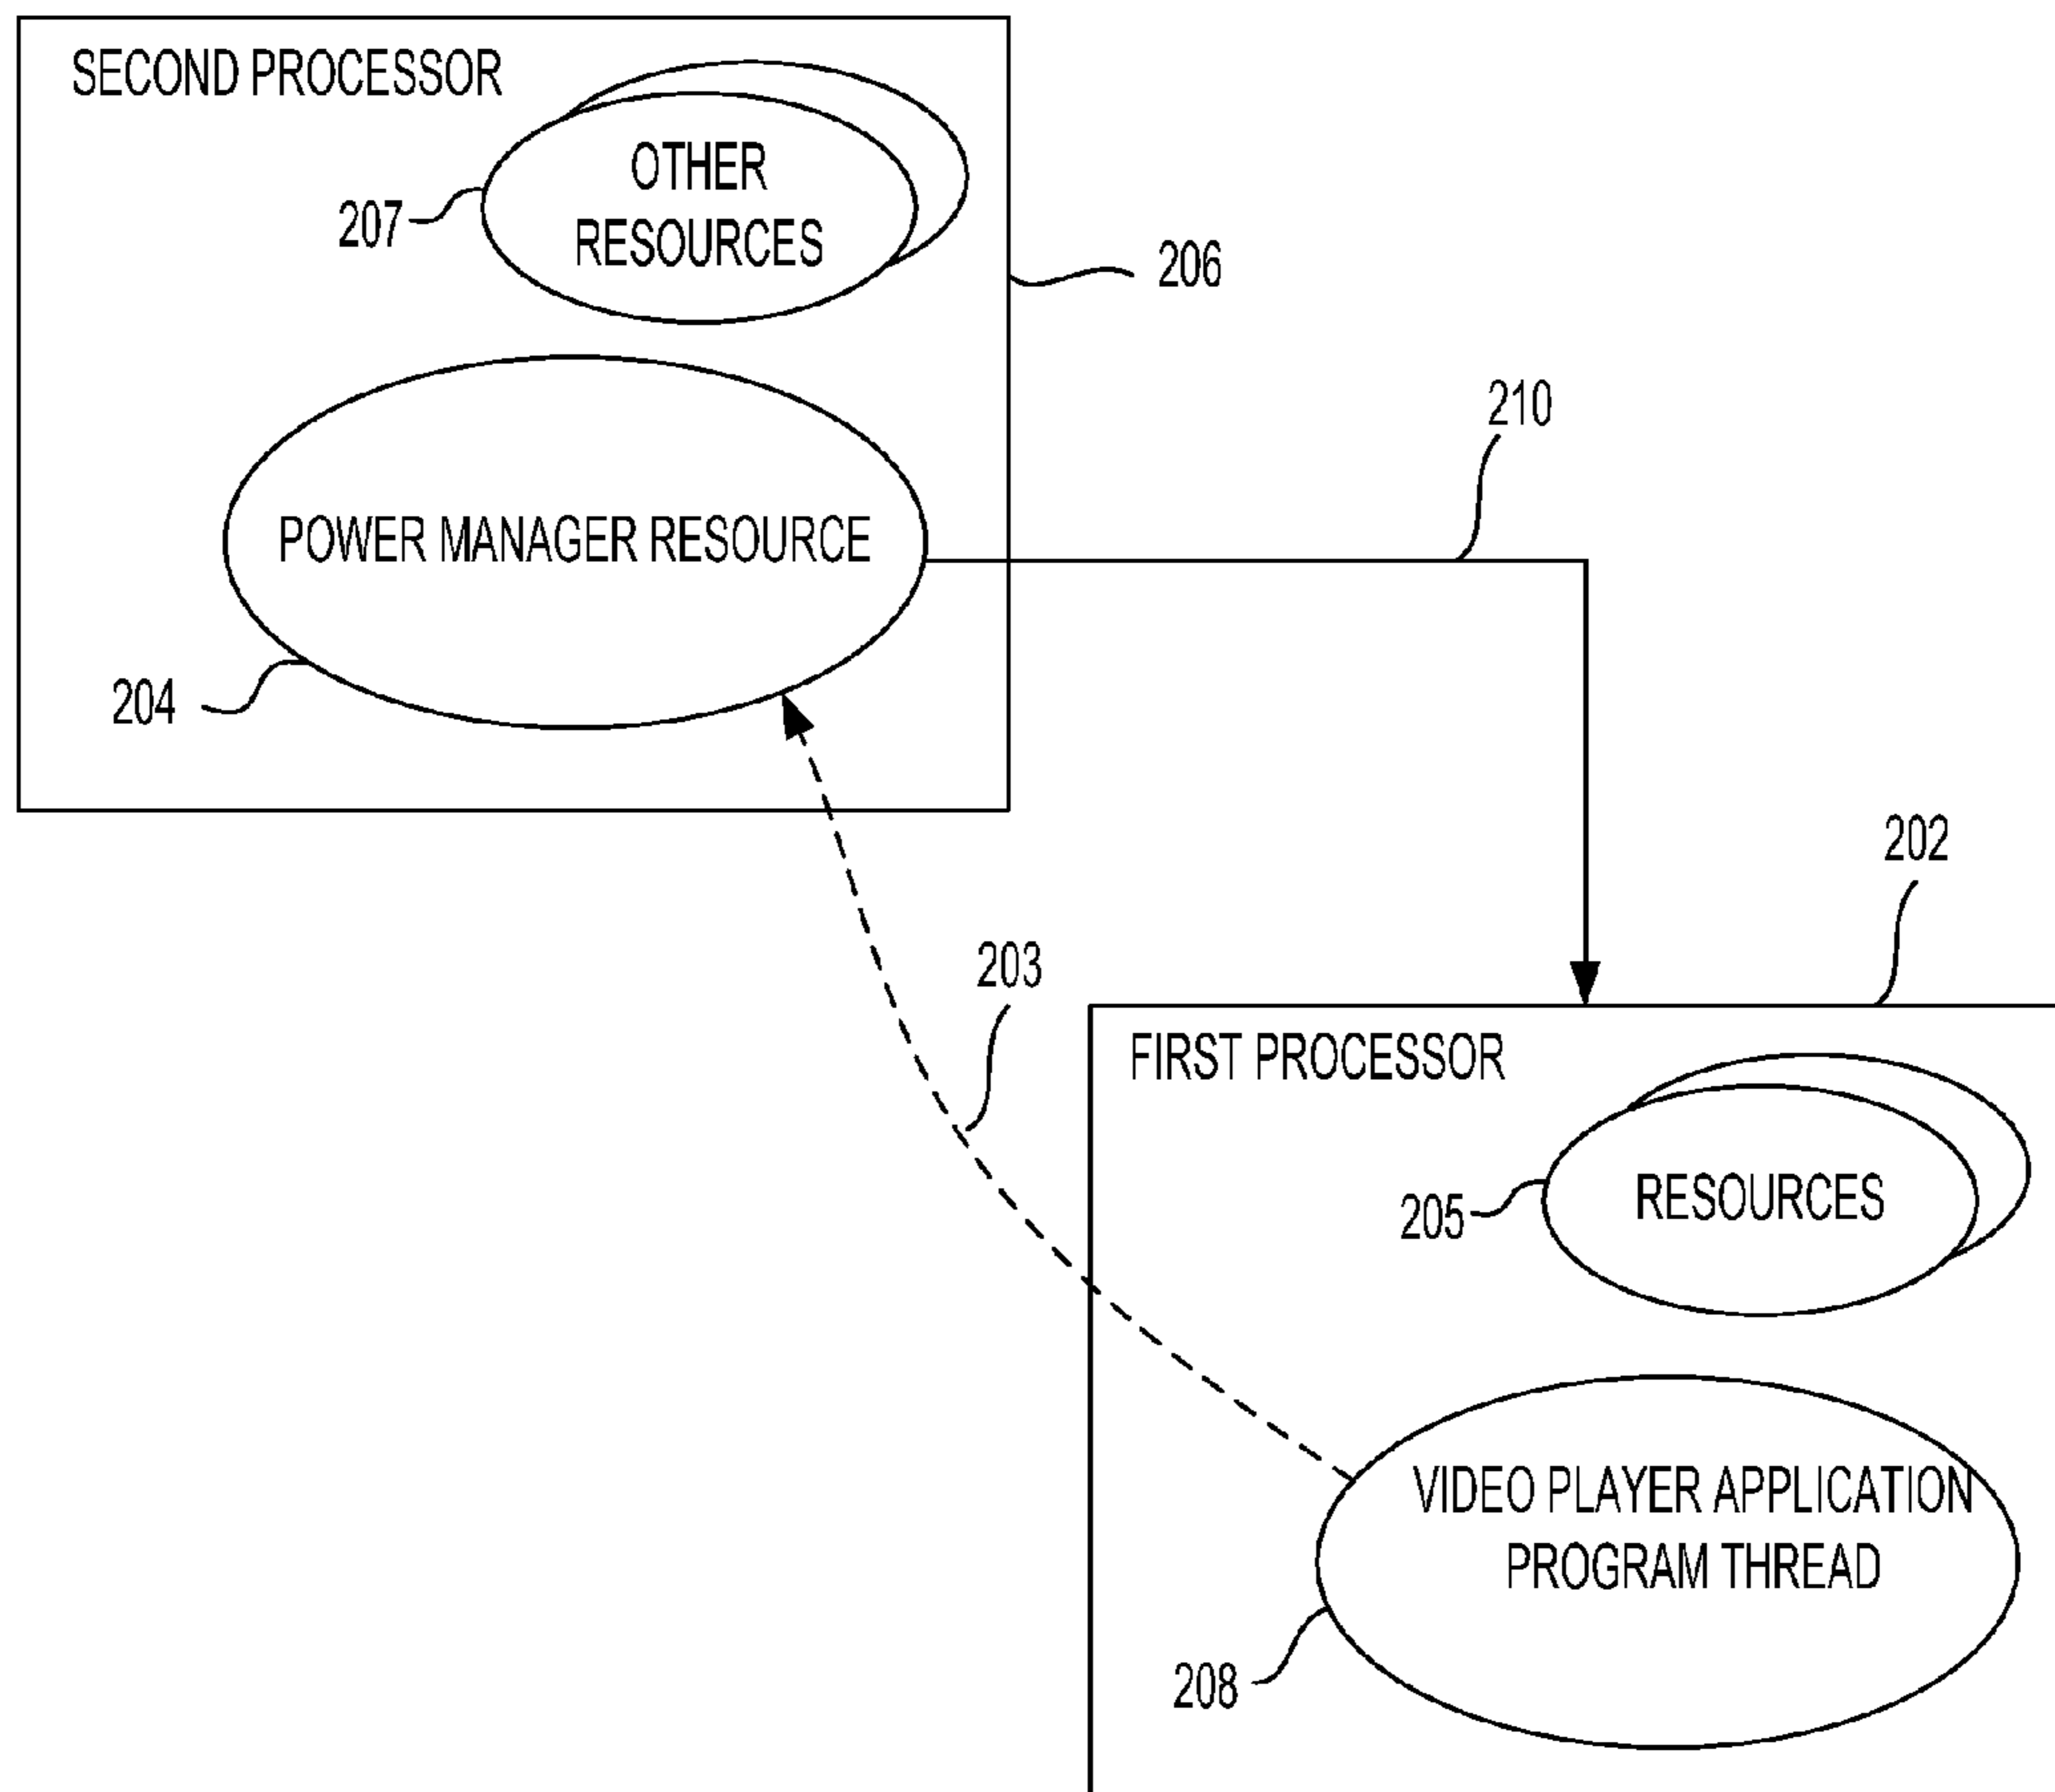 SECOND PROCESSOR
OTHER
RESOURCES
207
206
210
POWER MANAGER RESOURCE
204
202
203
FIRST PROCESSOR
RESOURCES
205
VIDEO PLAYER APPLICATION
PROGRAM THREAD
208